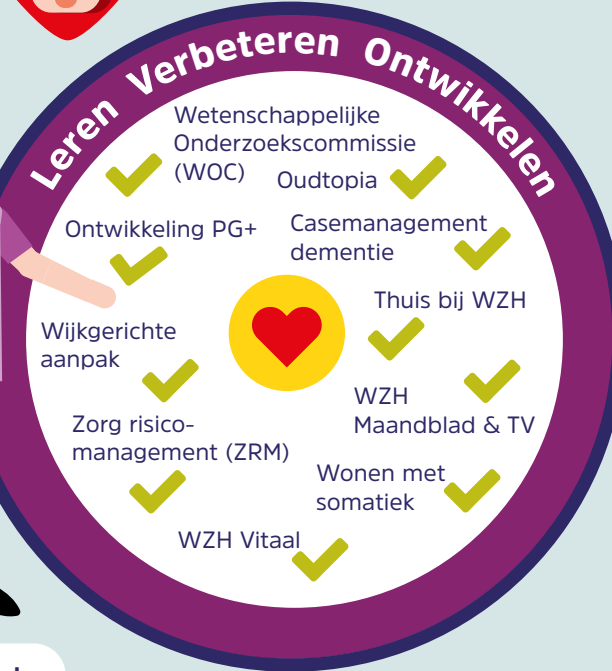 Leren Verbeteren Ontwikkelen
Wetenschappelijke
Onderzoekscommissie
(WOC)
Oudtopia
Ontwikkeling PG+
Casemanagement
dementie
Thuis bij WZH
Wijkgerichte
aanpak
WZH
Maandblad & TV
Zorg risico-
management (ZRM)
Wonen met
somatiek
WZH Vitaal